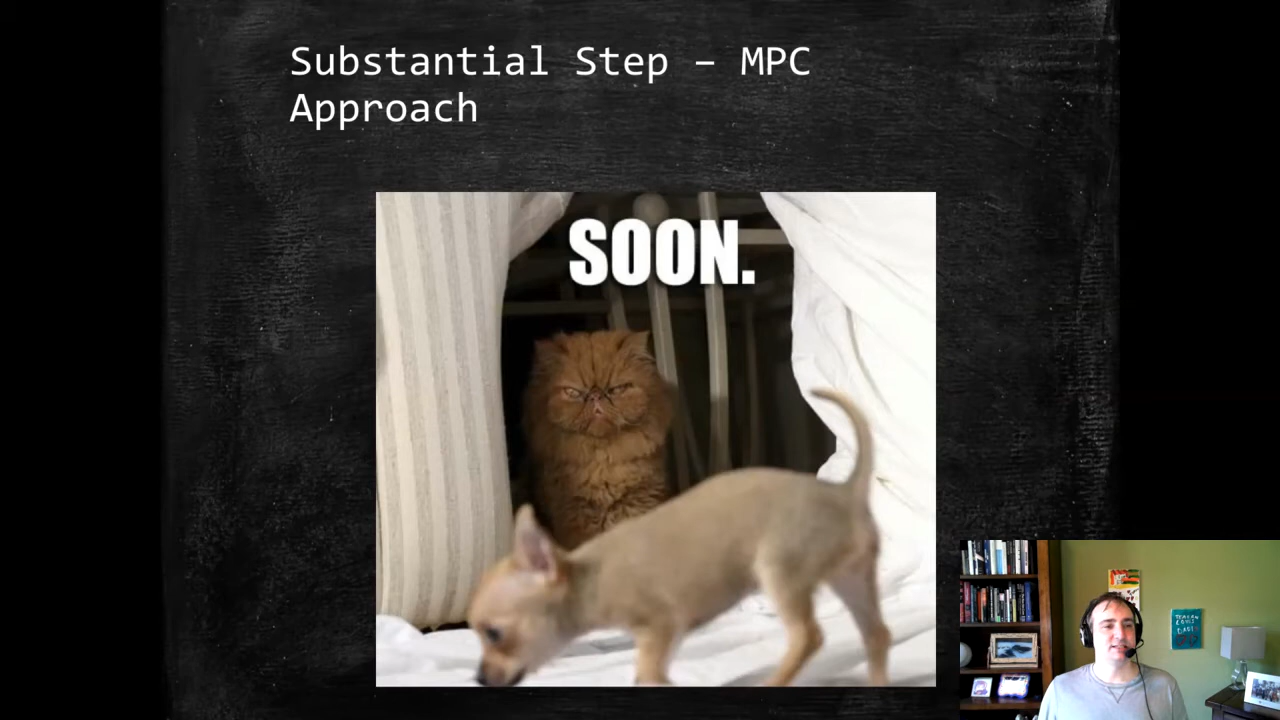 Substantial Step – MPC
Approach
SOON.